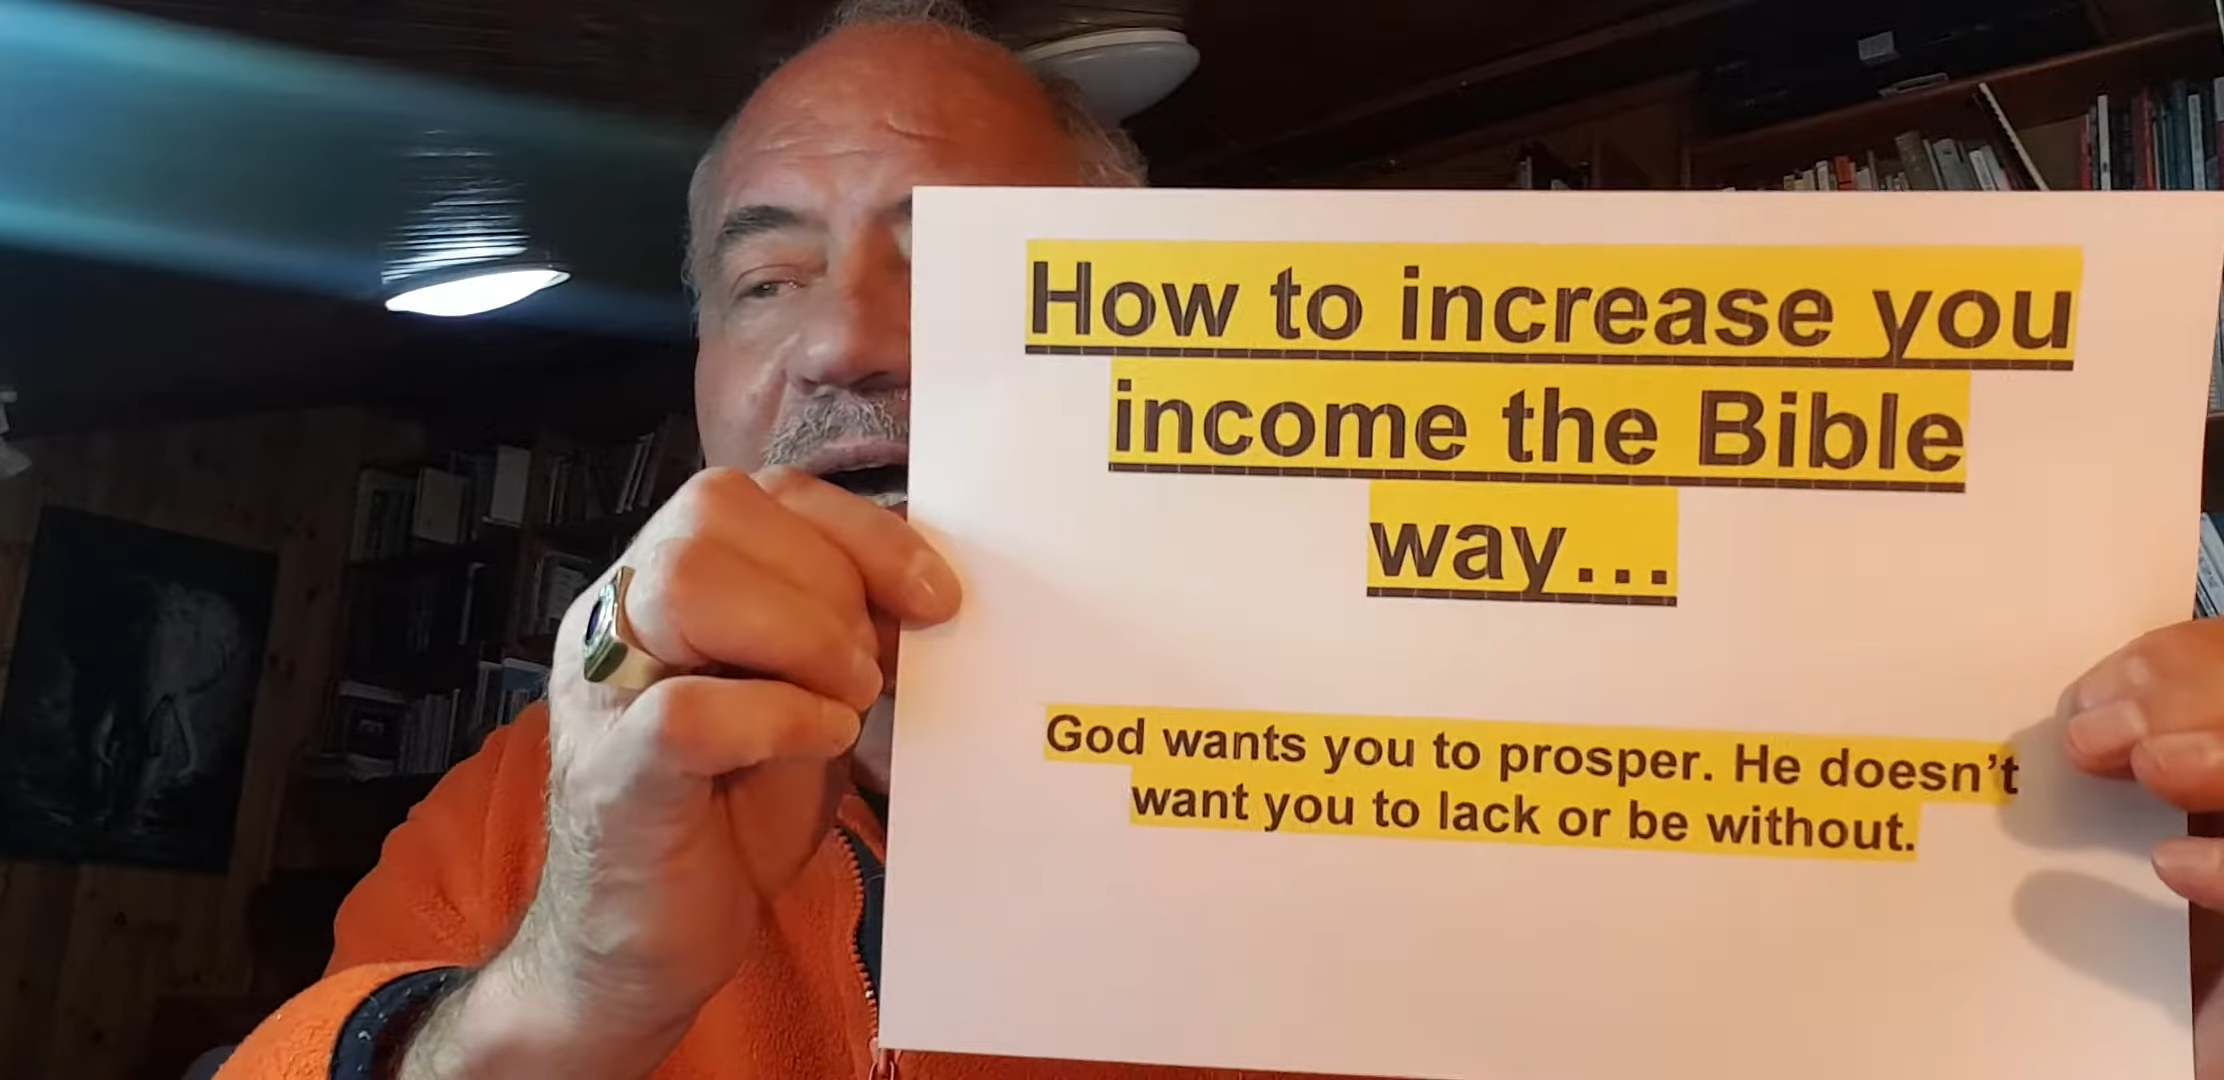 How to increase you
income the Bible
way...
God wants you to prosper. He doesn't
want you to lack or be without.